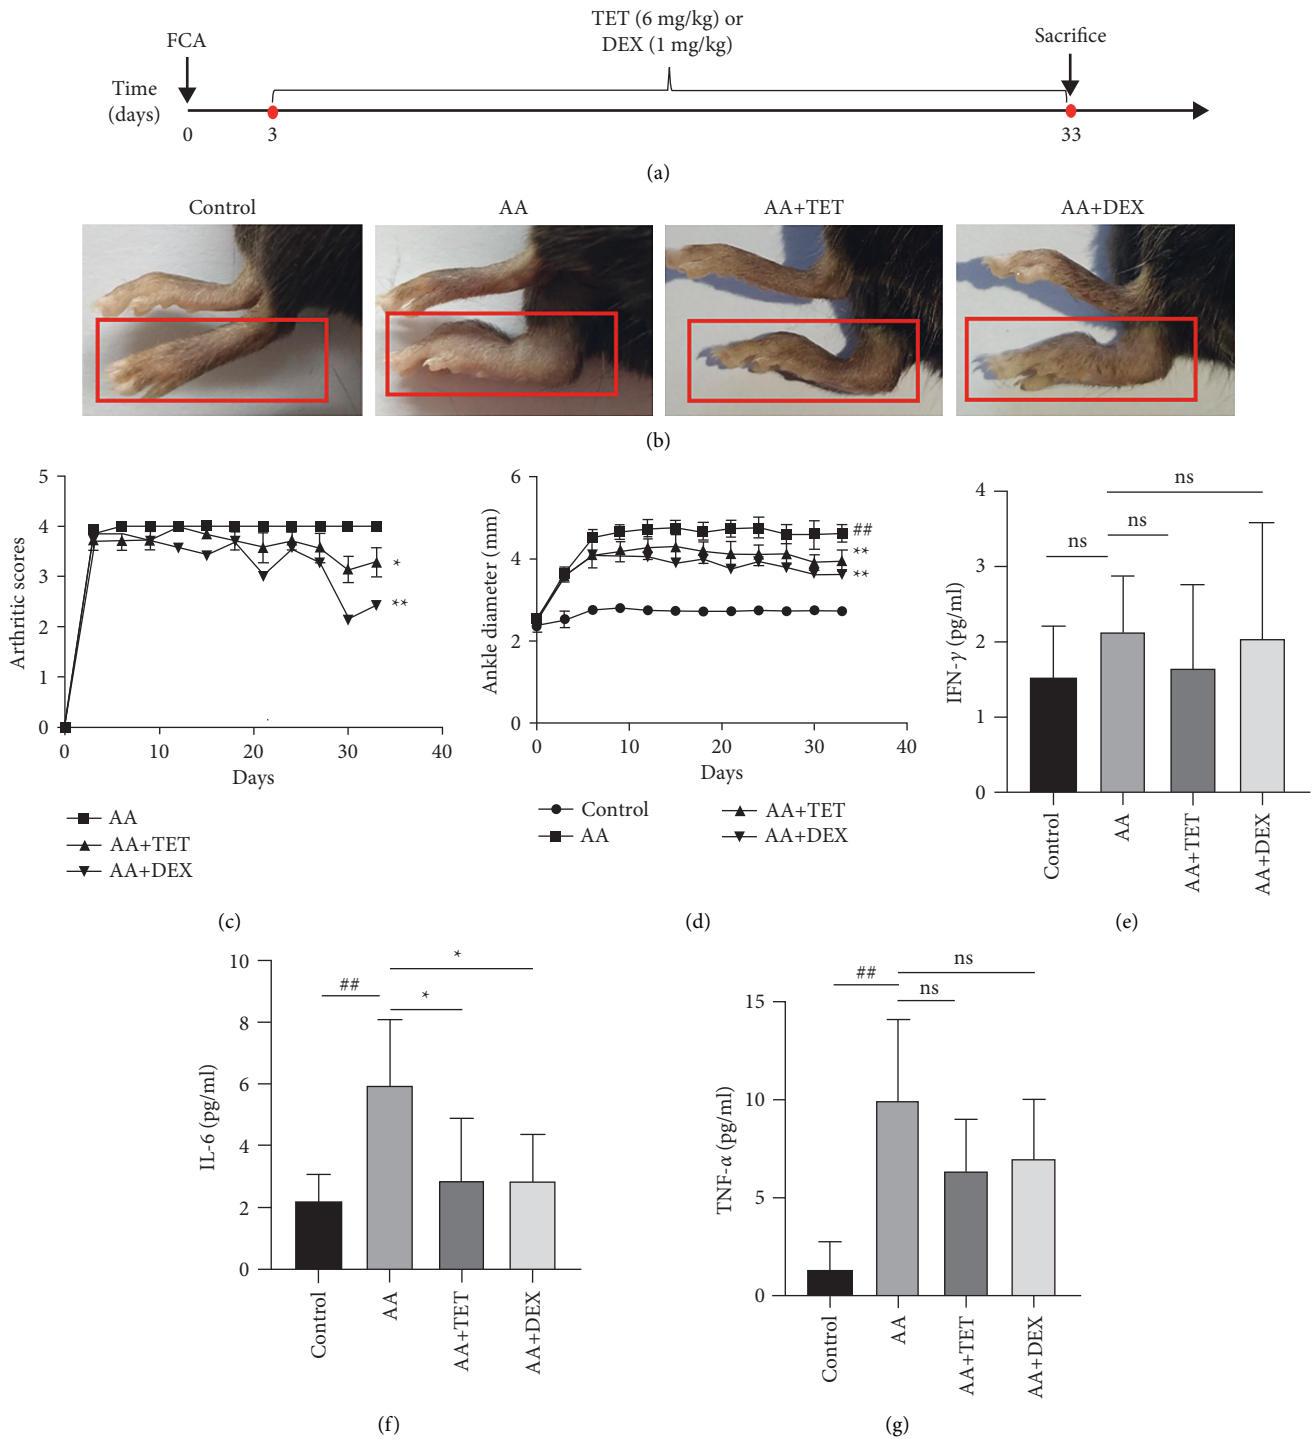 TET (6 mg/kg) or
DEX (1 mg/kg)
FCA
Sacrifice
Time
(days)
0
3
33
(a)
Control
AA
AA+TET
AA+DEX
(b)
Arthritic scores
5
4
3
2
1
0
*
**
0
10
20
30
40
Days
AA
AA+TET
AA+DEX
(c)
Ankle diameter (mm)
6
4
2
0
##
**
**
0
10
20
30
40
Days
Control
AA
AA+TET
AA+DEX
(d)
IFN-γ (pg/ml)
4
3
2
1
0
ns
ns
ns
Control
AA
AA+TET
AA+DEX
(e)
IL-6 (pg/ml)
10
8
6
4
2
0
*
##
*
Control
AA
AA+TET
AA+DEX
(f)
TNF-α (pg/ml)
15
10
5
0
ns
##
ns
Control
AA
AA+TET
AA+DEX
(g)